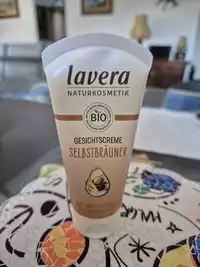 lavera
NATURKOSMETIK
BIO
GESICHTSCREME
SELBSTBRÄUNER